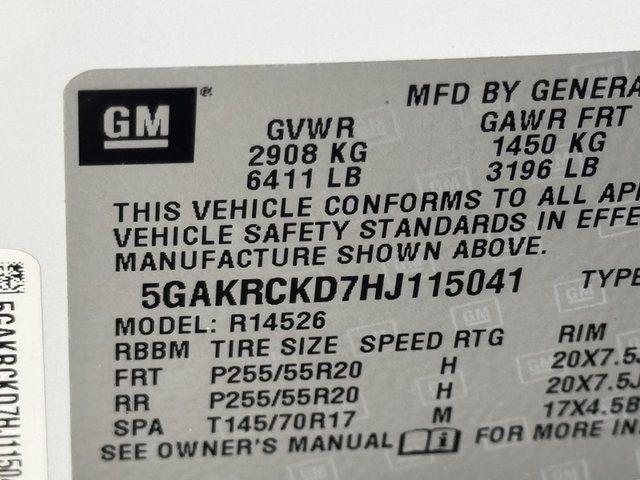 GM
MFD BY GENERA
GVWR GAWR FRT
2908 KG 1450 KG
6411 LB 3196 LB
THIS VEHICLE CONFORMS TO ALL APP
VEHICLE SAFETY STANDARDS IN EFFE
MANUFACTURE SHOWN ABOVE.
5GAKRCKD7HJ115041 TYPE
MODEL: R14526
RBBM TIRE SIZE SPEED RTG RIM
FRT P255/55R20 H 20X7.5J
RR P255/55R20 H 20X7.5J
SPA T145/70R17 M 17X4.5B
SEE OWNER'S MANUAL FOR MORE IN
5GAKRCKD7HJ11504